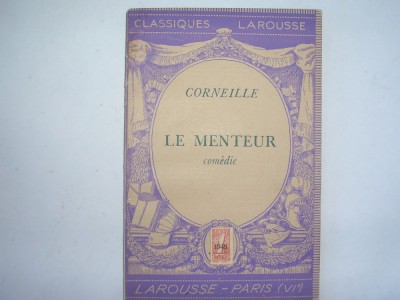 CLASSIQUES LAROUSSE
CORNEILLE
LE MENTEUR
comédie
LAROUSSE – PARIS (VIe)